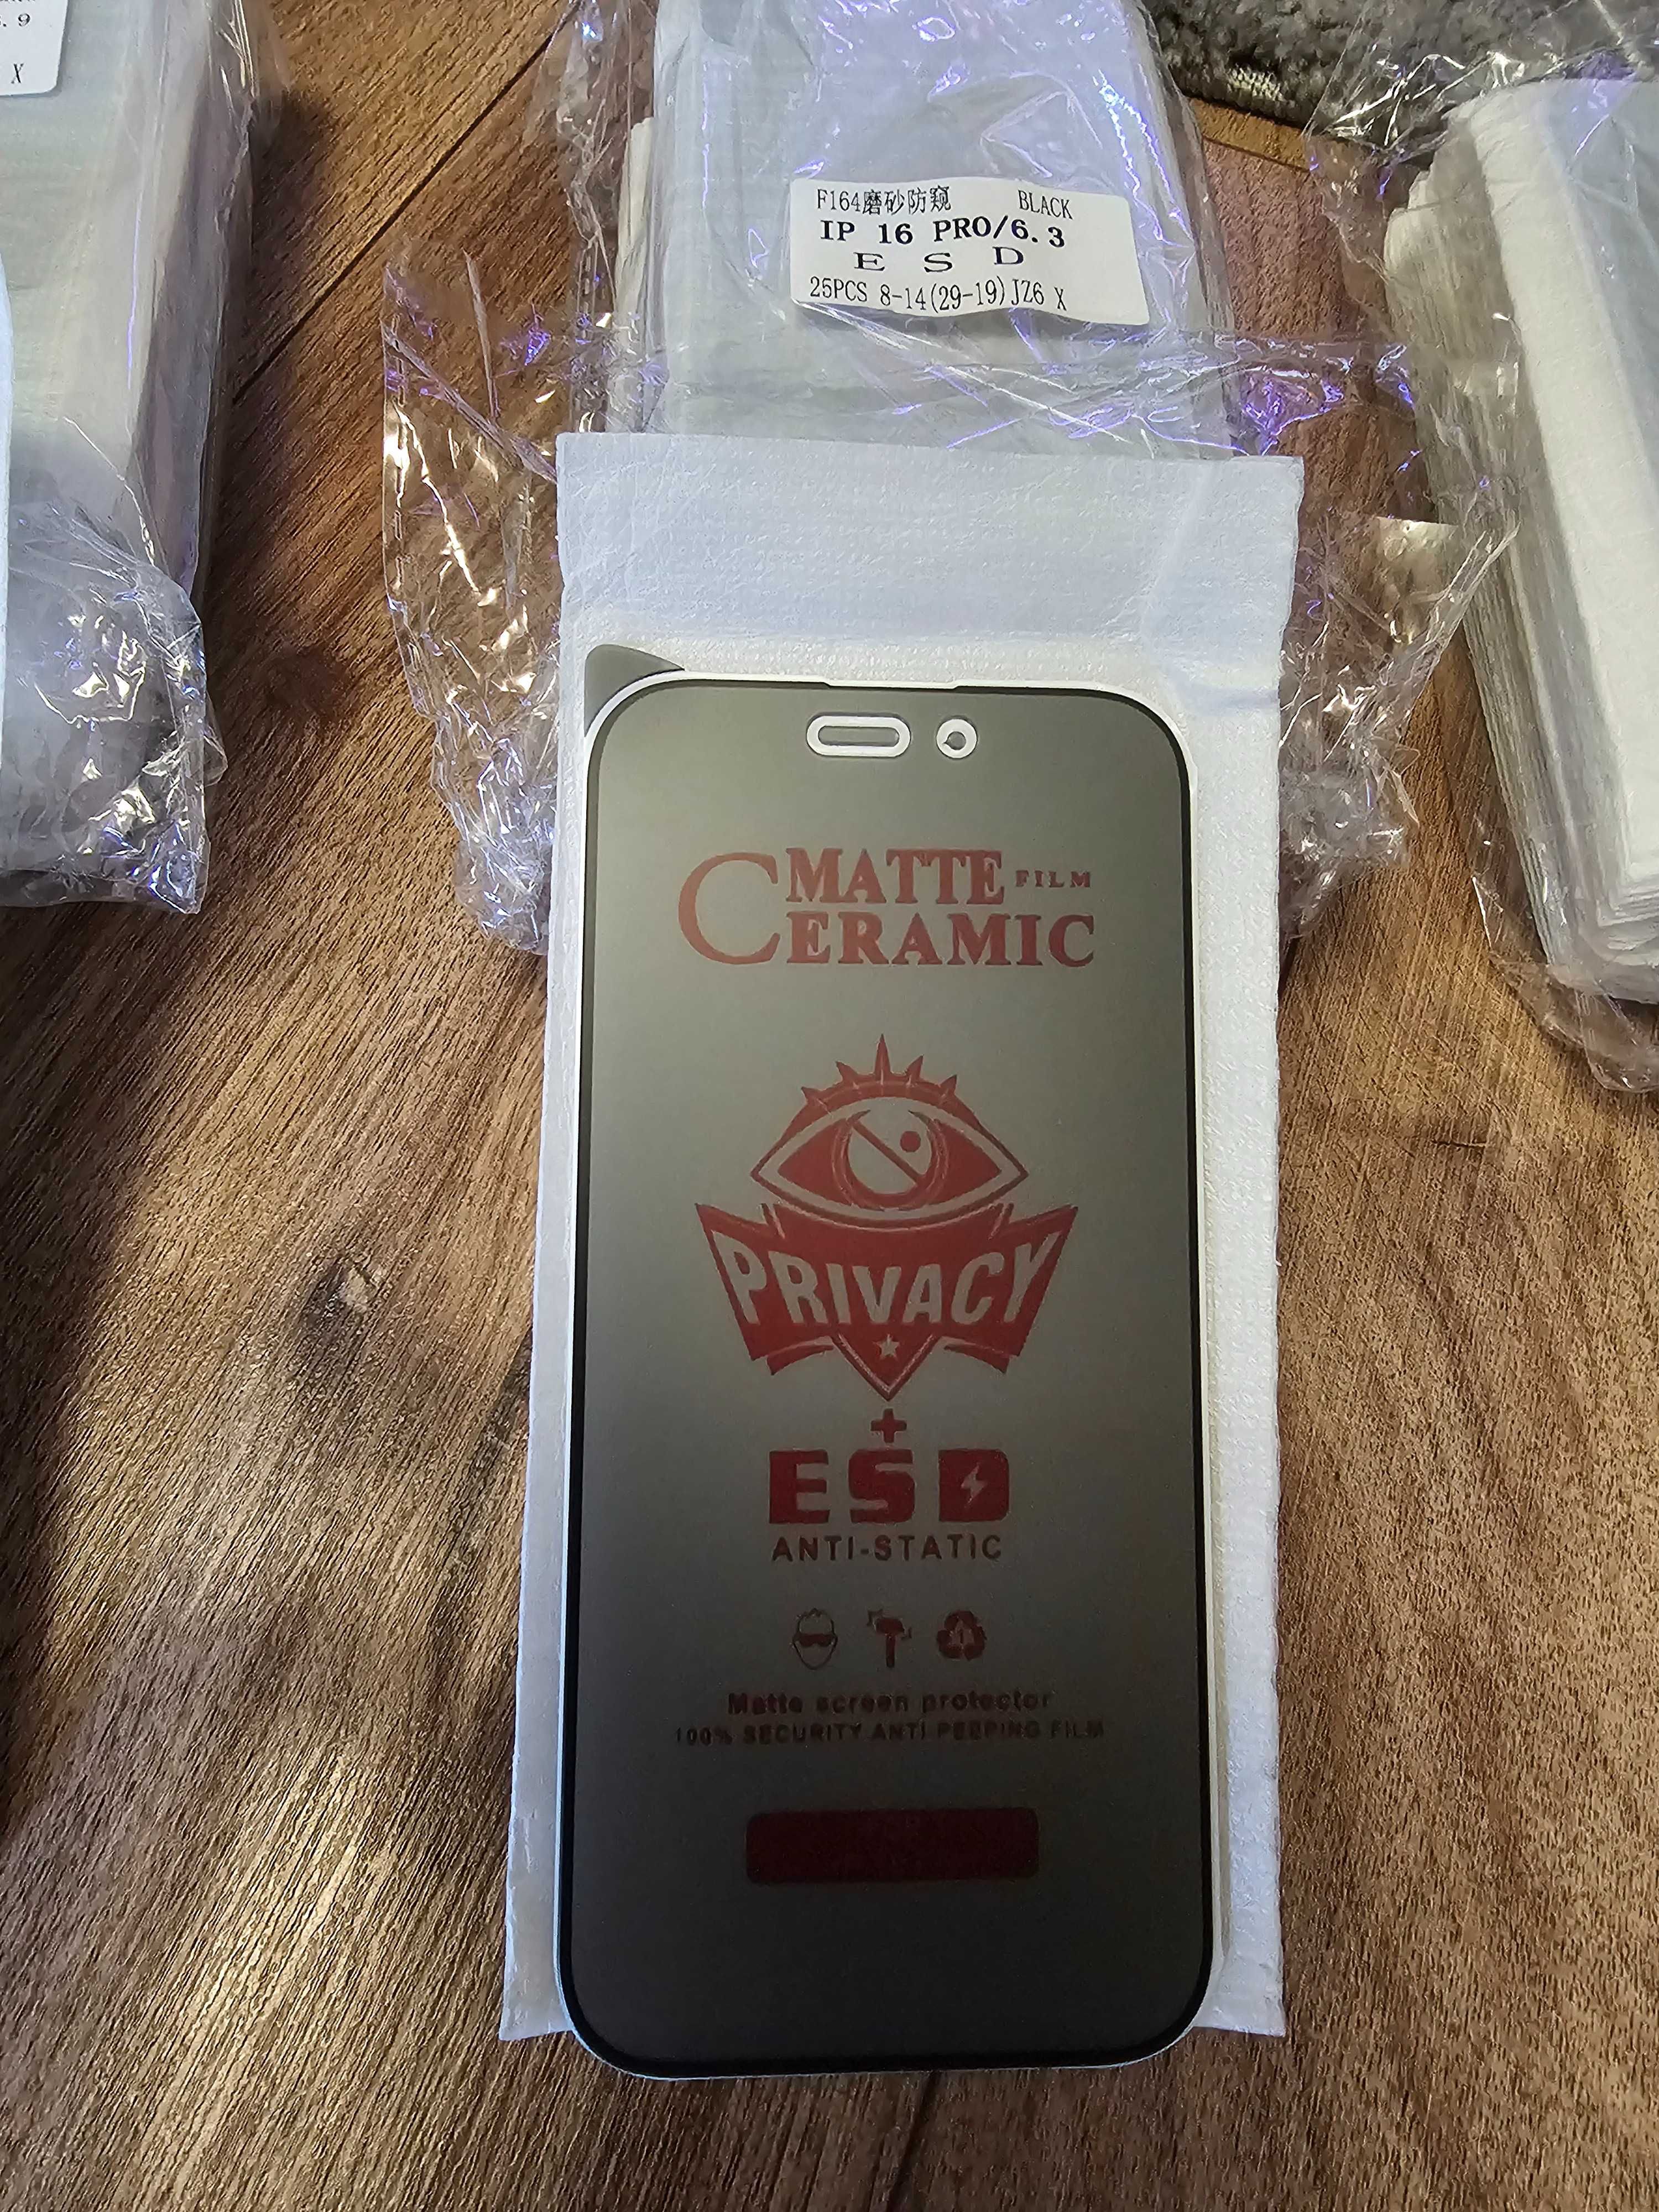 .9
X
F164磨砂防窥 BLACK
IP 16 PRO/6.3
E S D
25PCS 8-14(29-19)JZ6 X
MATTE FILM
CERAMIC
PRIVACY
+
ESD
ANTI-STATIC
Matte screen protector
100% SECURITY ANTI-PEEPING FILM